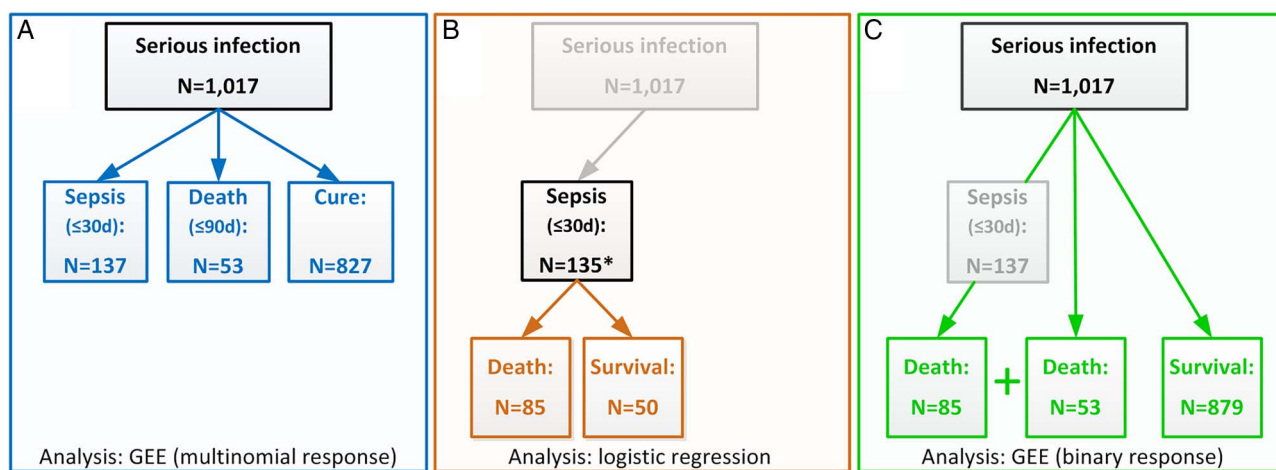 A
Serious infection
N=1,017
Sepsis
(≤30d):
N=137
Death
(≤90d):
N=53
Cure:
N=827
Analysis: GEE (multinomial response)
B
Serious infection
N=1,017
Sepsis
(≤30d):
N=135*
Death:
N=85
Survival:
N=50
Analysis: logistic regression
C
Serious infection
N=1,017
Sepsis
(≤30d):
N=137
Death:
N=85
+
Death:
N=53
Survival:
N=879
Analysis: GEE (binary response)